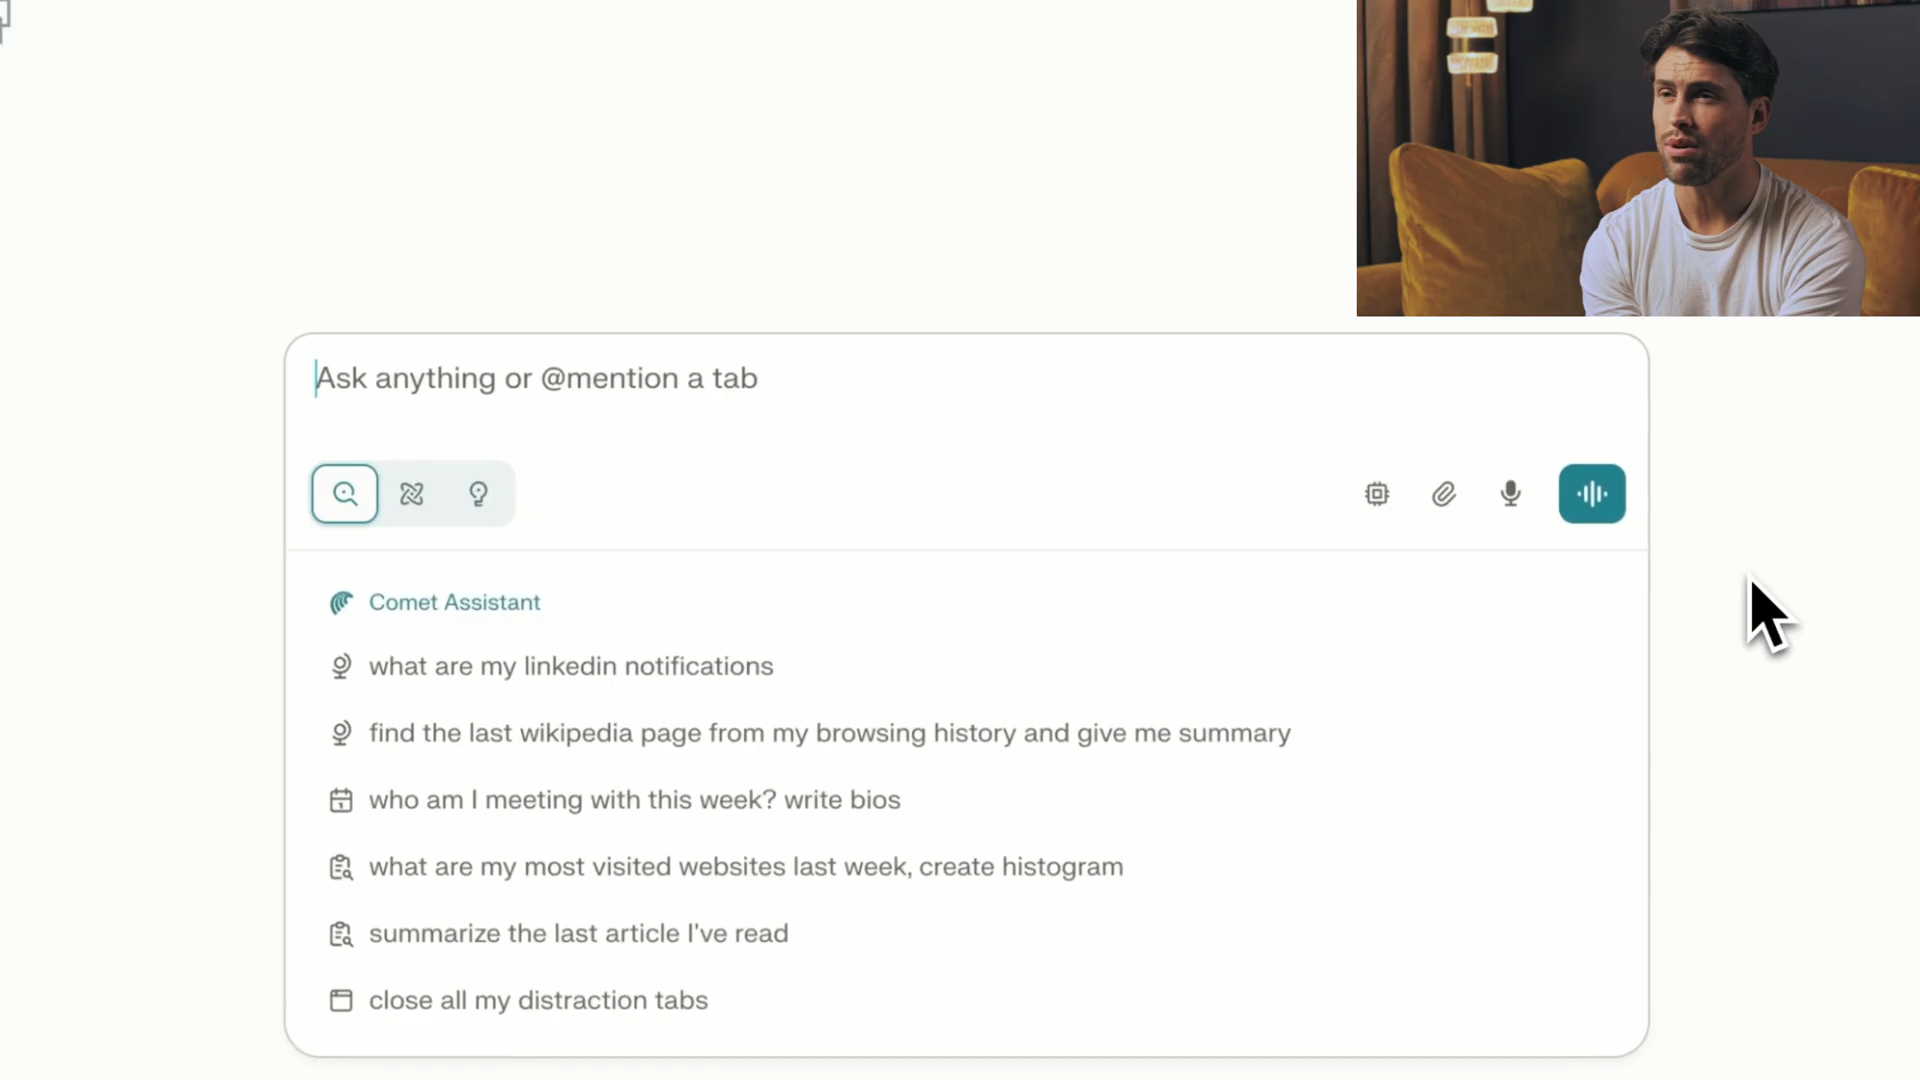 Ask anything or @mention a tab
Comet Assistant
what are my linkedin notifications
find the last wikipedia page from my browsing history and give me summary
who am I meeting with this week? write bios
what are my most visited websites last week, create histogram
summarize the last article I've read
close all my distraction tabs